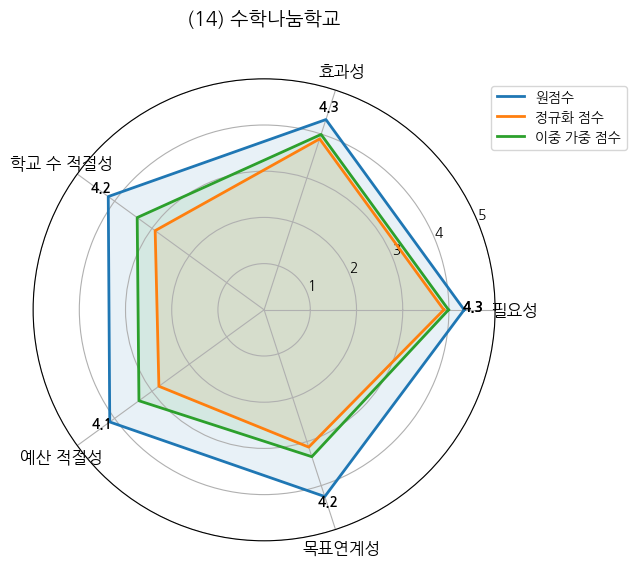 (14) 수학나눔학교
효과성
4.3
원점수
정규화 점수
이중 가중 점수
학교 수 적절성
4.2
5
4
3
2
1
4.3
필요성
4.1
예산 적절성
4.2
목표연계성